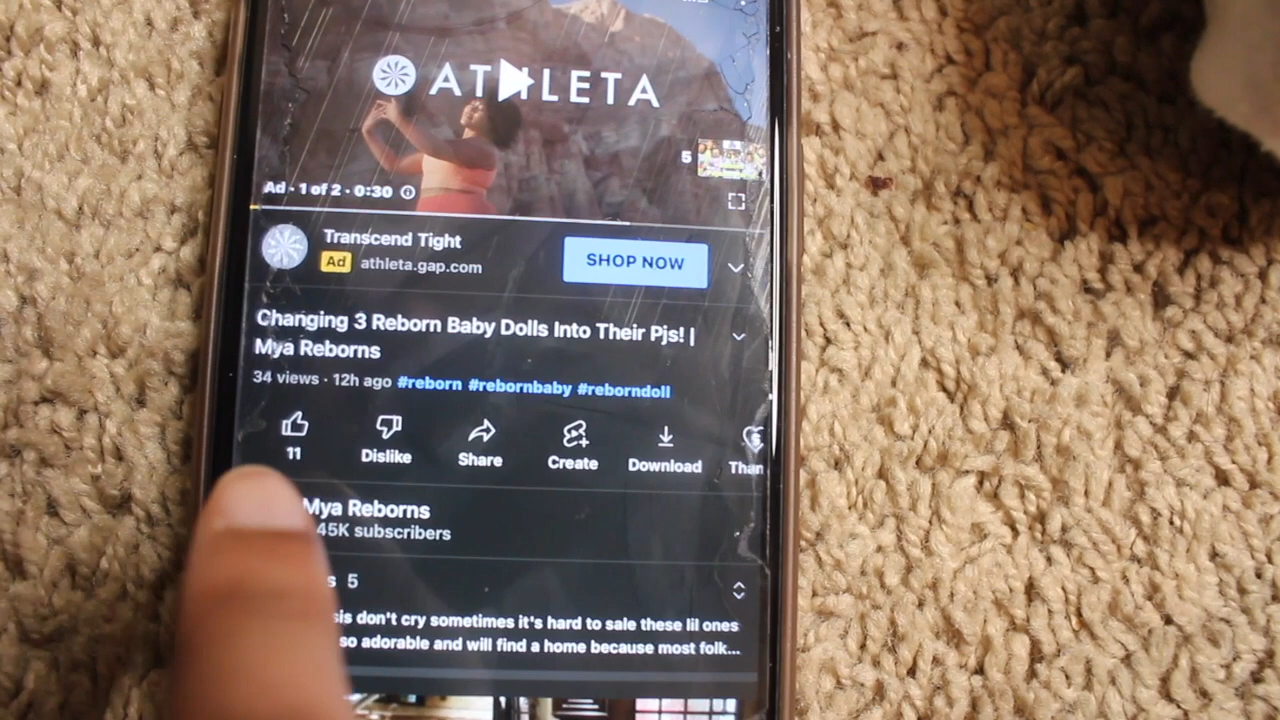 ATHLETA
5
Ad · 1 of 2 · 0:30
Transcend Tight
Ad athleta.gap.com
SHOP NOW
Changing 3 Reborn Baby Dolls Into Their Pjs! |
Mya Reborns
34 views · 12h ago #reborn #rebornbaby #reborndoll
11
Dislike
Share
Create
Download
Than
Mya Reborns
45K subscribers
s 5
sis don't cry sometimes it's hard to sale these lil ones
so adorable and will find a home because most folk...